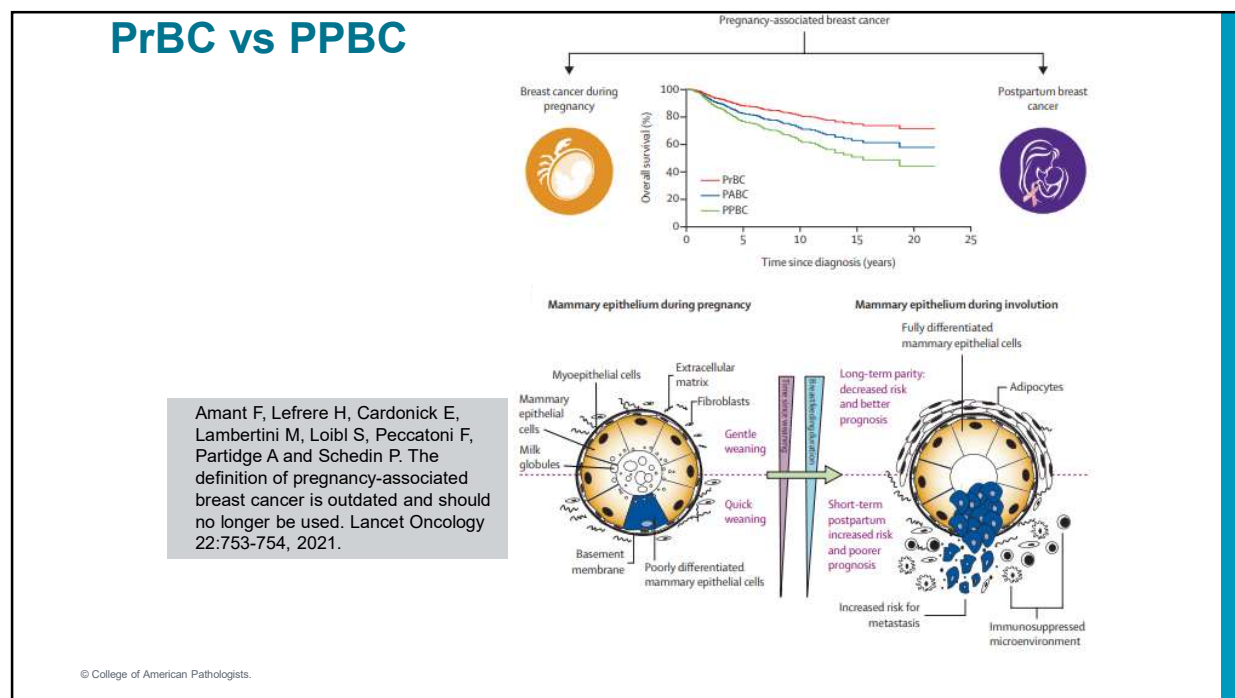 PrBC vs PPBC
Pregnancy-associated breast cancer
Breast cancer during
pregnancy
Postpartum breast
cancer
100
80
60
40
20
0
Overall survival (%)
PrBC
PABC
PPBC
0
5
10
15
20
25
Time since diagnosis (years)
Mammary epithelium during pregnancy
Mammary epithelium during involution
Myoepithelial cells
Extracellular
matrix
Fibroblasts
Mammary
epithelial
cells
Milk
globules
Basement
membrane
Poorly differentiated
mammary epithelial cells
Gentle
weaning
Quick
weaning
Time since weaning
Breastfeeding duration
Fully differentiated
mammary epithelial cells
Long-term parity:
decreased risk
and better
prognosis
Adipocytes
Short-term
postpartum
increased risk
and poorer
prognosis
Increased risk for
metastasis
Immunosuppressed
microenvironment
Amant F, Lefrere H, Cardonick E,
Lambertini M, Loibl S, Peccatoni F,
Partidge A and Schedin P. The
definition of pregnancy-associated
breast cancer is outdated and should
no longer be used. Lancet Oncology
22:753-754, 2021.
© College of American Pathologists.